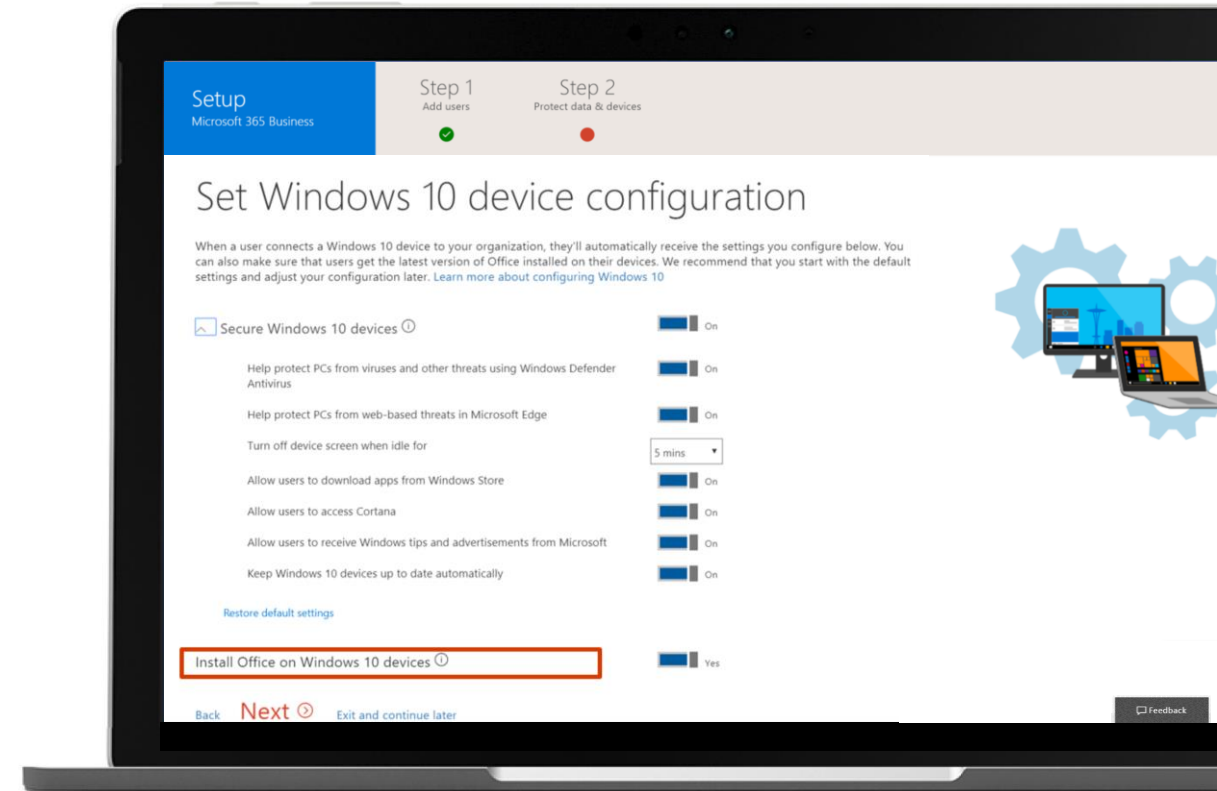 Setup
Microsoft 365 Business
Step 1
Add users
Step 2
Protect data & devices
Set Windows 10 device configuration
When a user connects a Windows 10 device to your organization, they'll automatically receive the settings you configure below. You
can also make sure that users get the latest version of Office installed on their devices. We recommend that you start with the default
settings and adjust your configuration later. Learn more about configuring Windows 10
Secure Windows 10 devices
On
Help protect PCs from viruses and other threats using Windows Defender
Antivirus
On
Help protect PCs from web-based threats in Microsoft Edge
On
Turn off device screen when idle for
5 mins
Allow users to download apps from Windows Store
On
Allow users to access Cortana
On
Allow users to receive Windows tips and advertisements from Microsoft
On
Keep Windows 10 devices up to date automatically
On
Restore default settings
Install Office on Windows 10 devices
Yes
Back
Next
Exit and continue later
Feedback